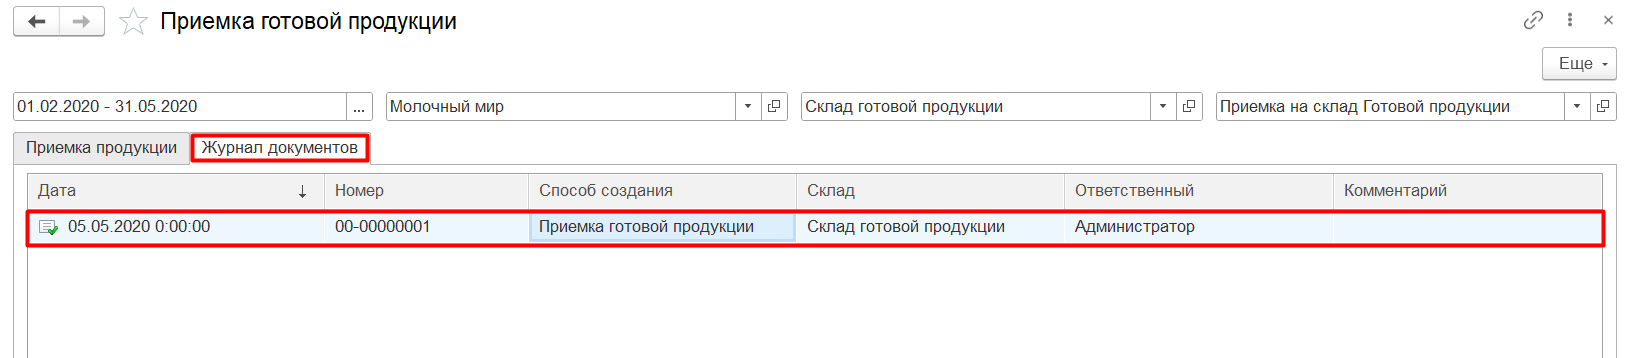 Приемка готовой продукции
Еще
01.02.2020 - 31.05.2020 ... Молочный мир Склад готовой продукции Приемка на склад Готовой продукции
Приемка продукции Журнал документов
Дата Номер Способ создания Склад Ответственный Комментарий
05.05.2020 0:00:00 00-00000001 Приемка готовой продукции Склад готовой продукции Администратор